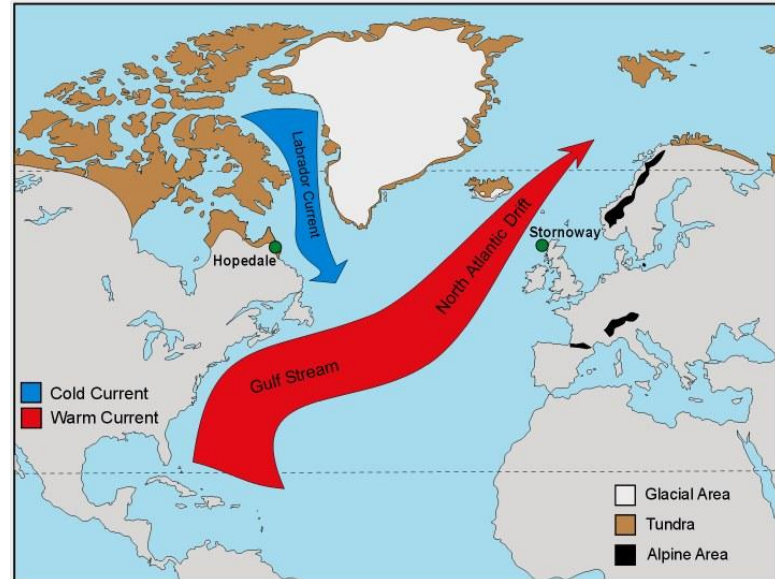 Labrador Current
North Atlantic Drift
Stornoway
Hopedale
Gulf Stream
Cold Current
Warm Current
Glacial Area
Tundra
Alpine Area